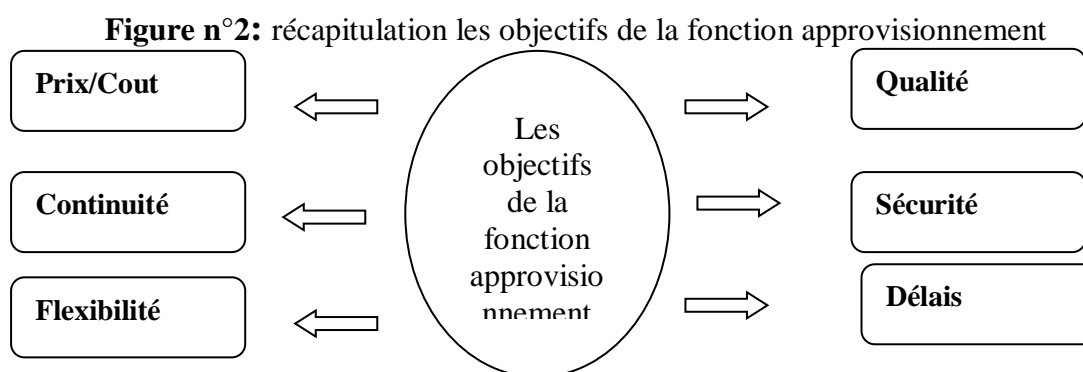 Figure n°2: récapitulation les objectifs de la fonction approvisionnement
Prix/Cout
Qualité
Les
objectifs
de la
fonction
approvisio
nnement
Continuité
Sécurité
Flexibilité
Délais